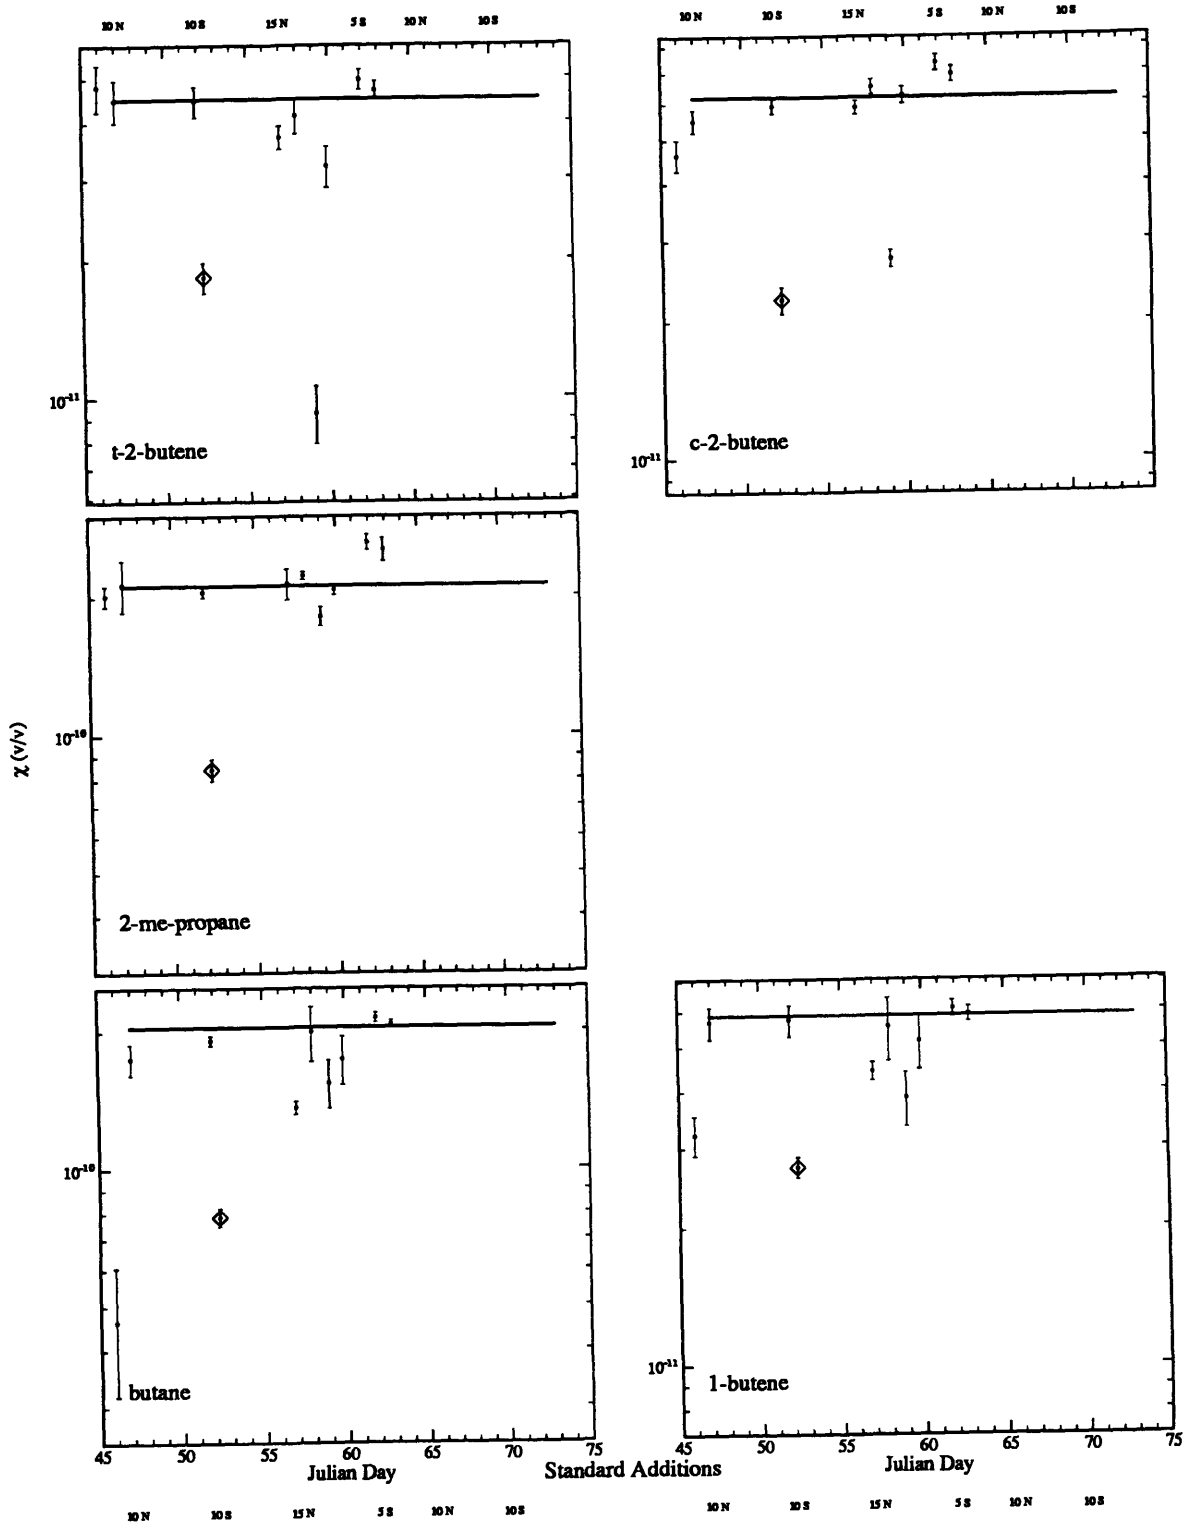 10 N 10 S 15 N 5 S 10 N 10 S
10 N 10 S 15 N 5 S 10 N 10 S
10-11
t-2-butene
10-11
c-2-butene
χ (v/v)
10-10
2-me-propane
10-10
butane
10-11
1-butene
45 50 55 60 65 70 75
45 50 55 60 65 70 75
Julian Day
Standard Additions
Julian Day
10 N 10 S 15 N 5 S 10 N 10 S
10 N 10 S 15 N 5 S 10 N 10 S